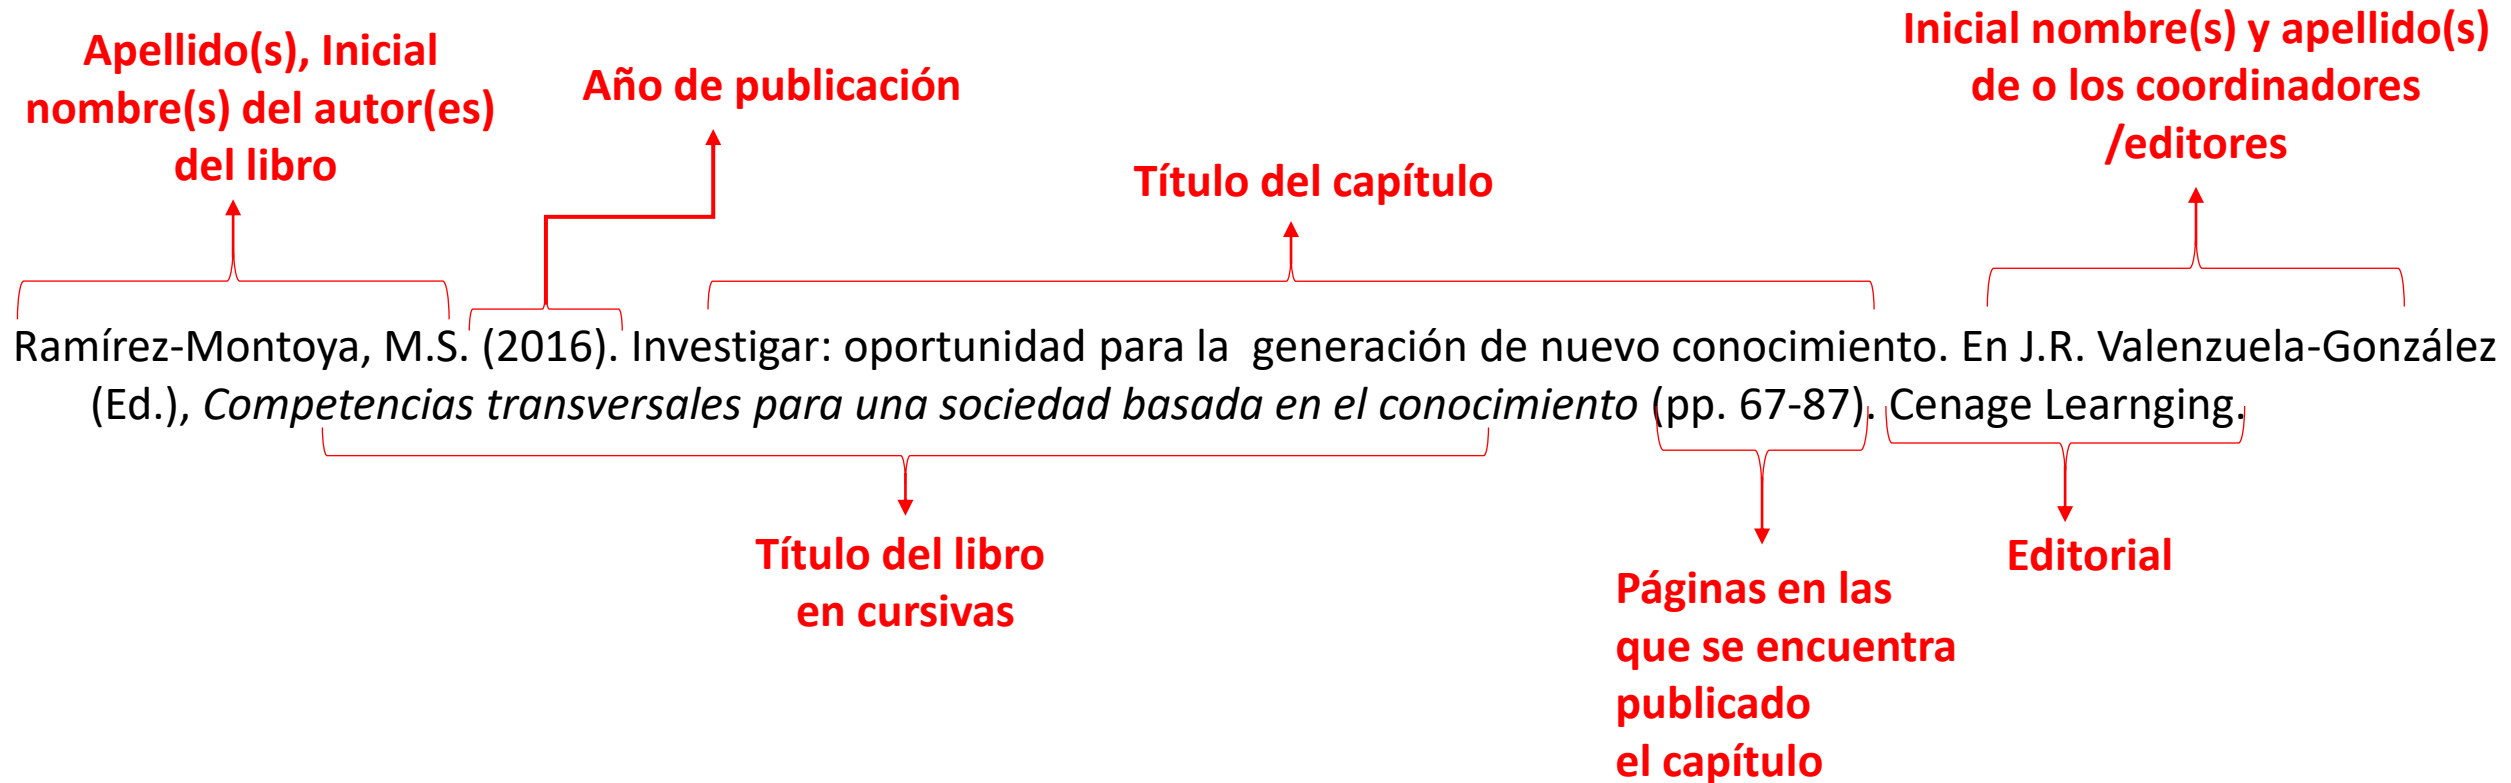 Apellido(s), Inicial
nombre(s) del autor(es)
del libro
Año de publicación
Título del capítulo
Inicial nombre(s) y apellido(s)
de o los coordinadores
/editores
Ramírez-Montoya, M.S. (2016). Investigar: oportunidad para la  generación de nuevo conocimiento. En J.R. Valenzuela-González
(Ed.), Competencias transversales para una sociedad basada en el conocimiento (pp. 67-87). Cenage Learnging.
Título del libro
en cursivas
Páginas en las
que se encuentra
publicado
el capítulo
Editorial